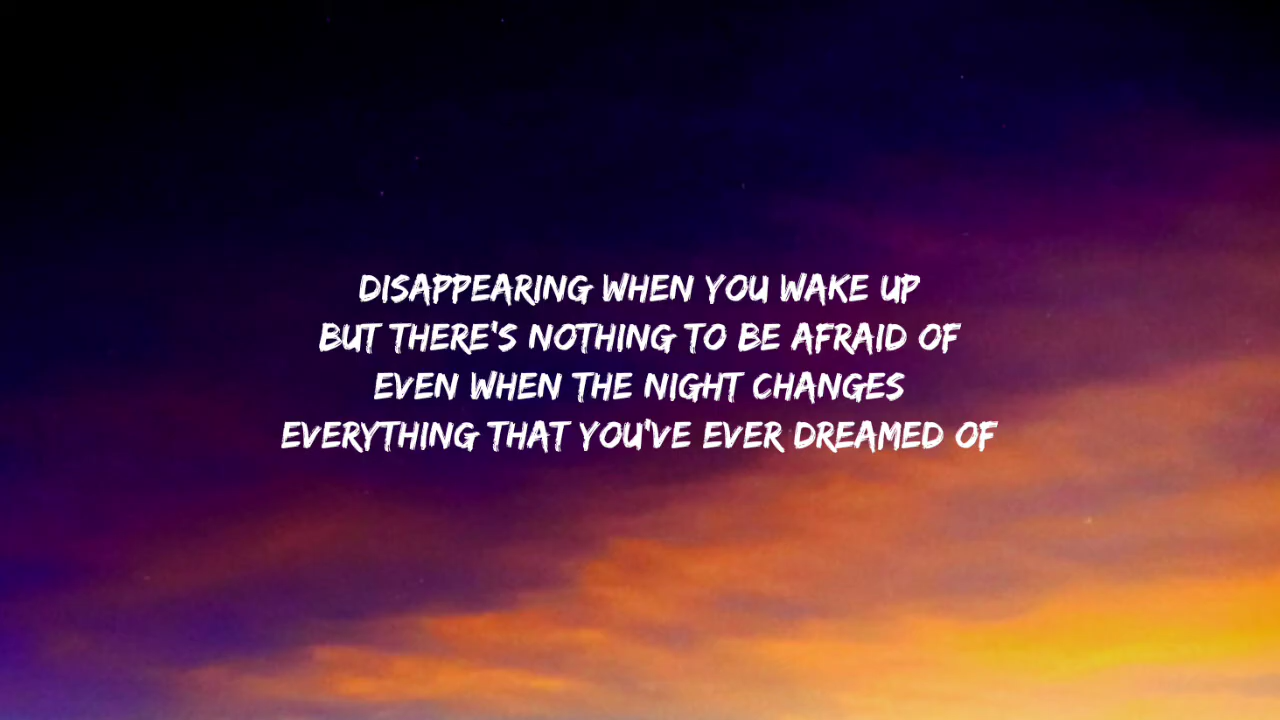 DISAPPEARING WHEN YOU WAKE UP
BUT THERE'S NOTHING TO BE AFRAID OF
EVEN WHEN THE NIGHT CHANGES
EVERYTHING THAT YOU'VE EVER DREAMED OF